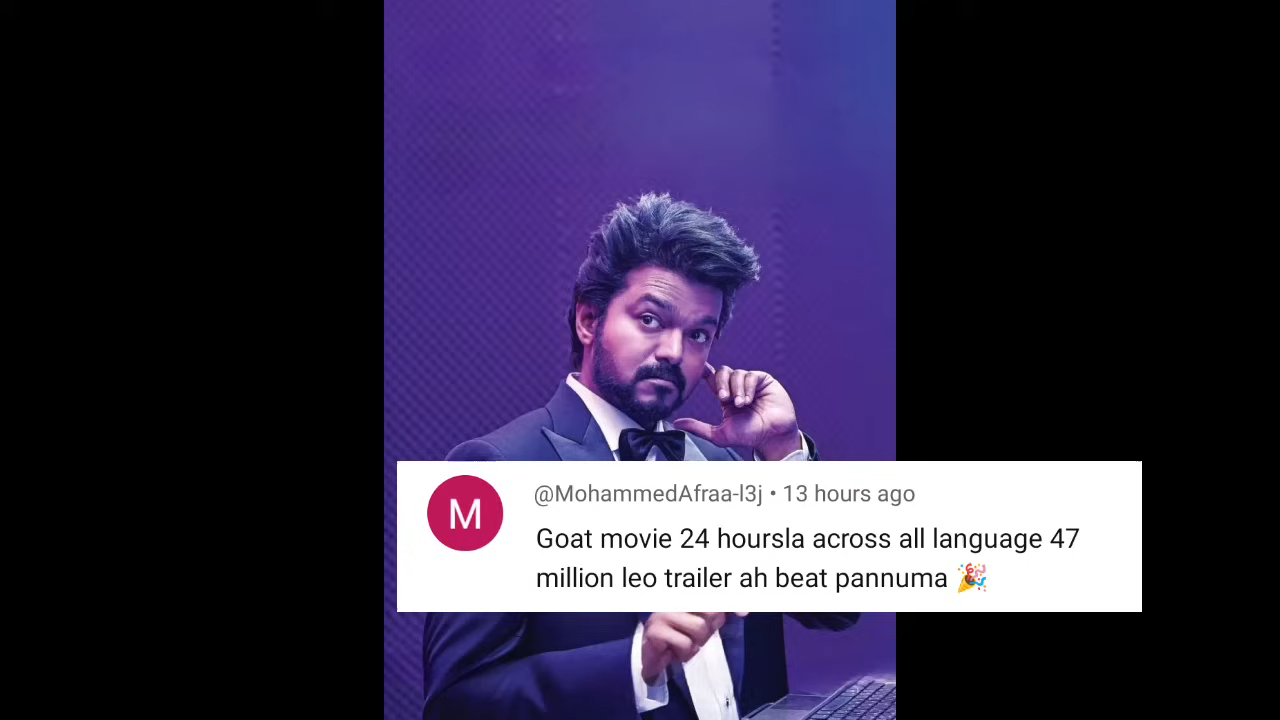 M
@MohammedAfraa-l3j • 13 hours ago
Goat movie 24 hoursla across all language 47
million leo trailer ah beat pannuma 🎉